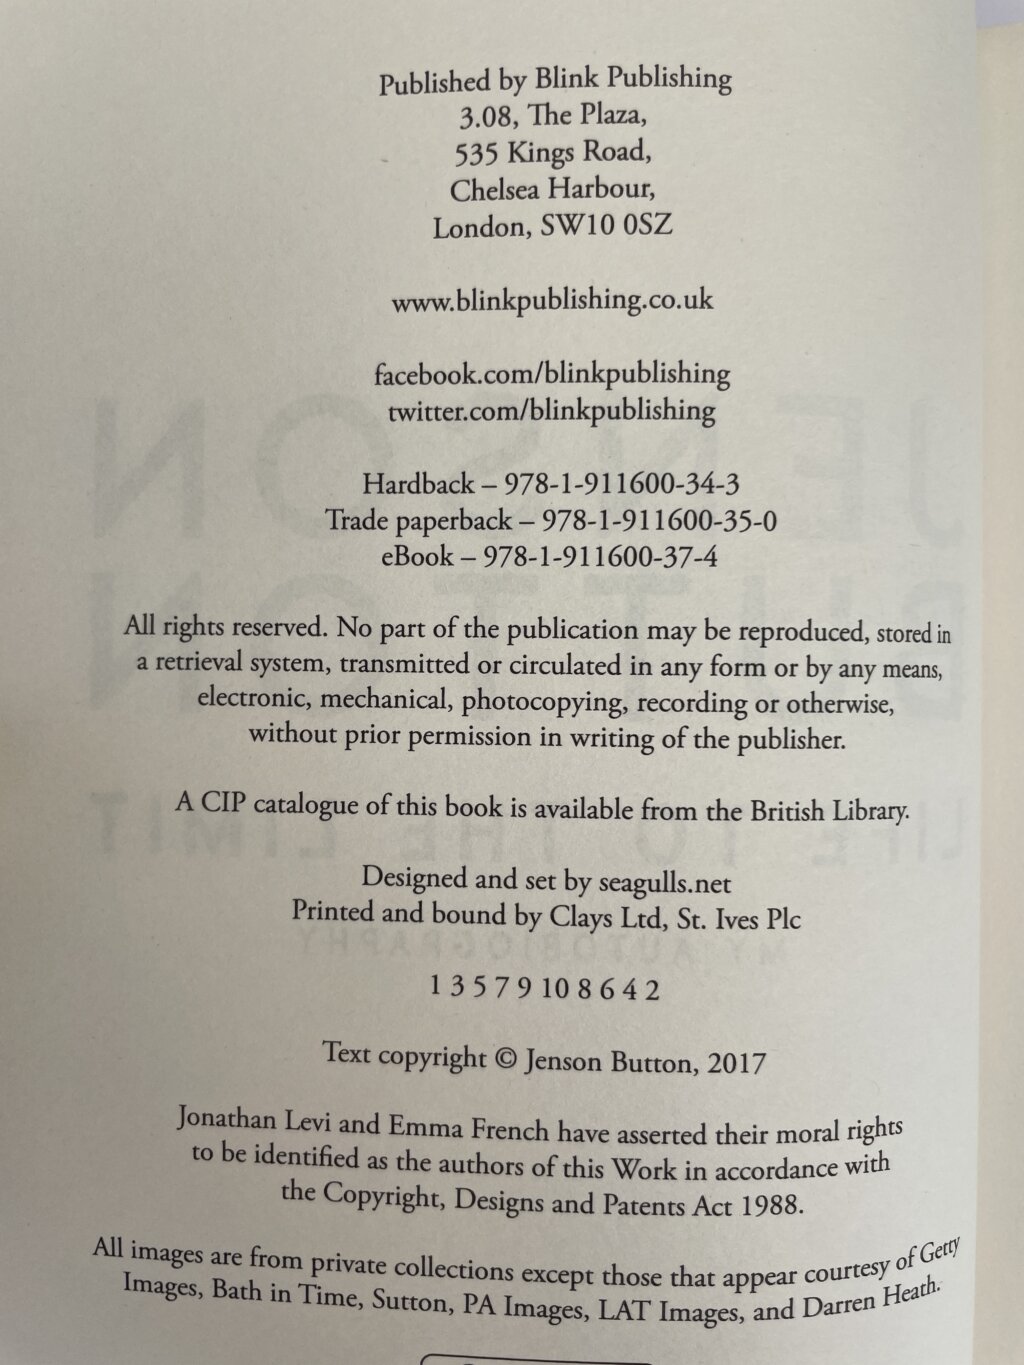 Published by Blink Publishing
3.08, The Plaza,
535 Kings Road,
Chelsea Harbour,
London, SW10 0SZ
www.blinkpublishing.co.uk
facebook.com/blinkpublishing
twitter.com/blinkpublishing
Hardback – 978-1-911600-34-3
Trade paperback – 978-1-911600-35-0
eBook – 978-1-911600-37-4
All rights reserved. No part of the publication may be reproduced, stored in
a retrieval system, transmitted or circulated in any form or by any means,
electronic, mechanical, photocopying, recording or otherwise,
without prior permission in writing of the publisher.
A CIP catalogue of this book is available from the British Library.
Designed and set by seagulls.net
Printed and bound by Clays Ltd, St. Ives Plc
1 3 5 7 9 10 8 6 4 2
Text copyright © Jenson Button, 2017
Jonathan Levi and Emma French have asserted their moral rights
to be identified as the authors of this Work in accordance with
the Copyright, Designs and Patents Act 1988.
All images are from private collections except those that appear courtesy of Getty
Images, Bath in Time, Sutton, PA Images, LAT Images, and Darren Heath.
JENSON
BUTTON
LIFE TO THE LIMIT
MY AUTOBIOGRAPHY